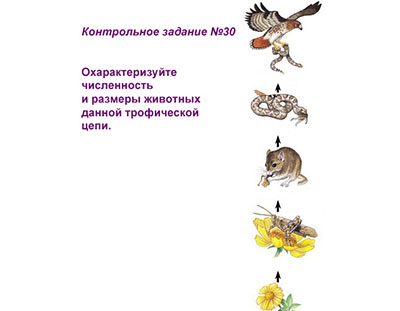 Контрольное задание №30
Охарактеризуйте
численность
и размеры животных
данной трофической
цепи.